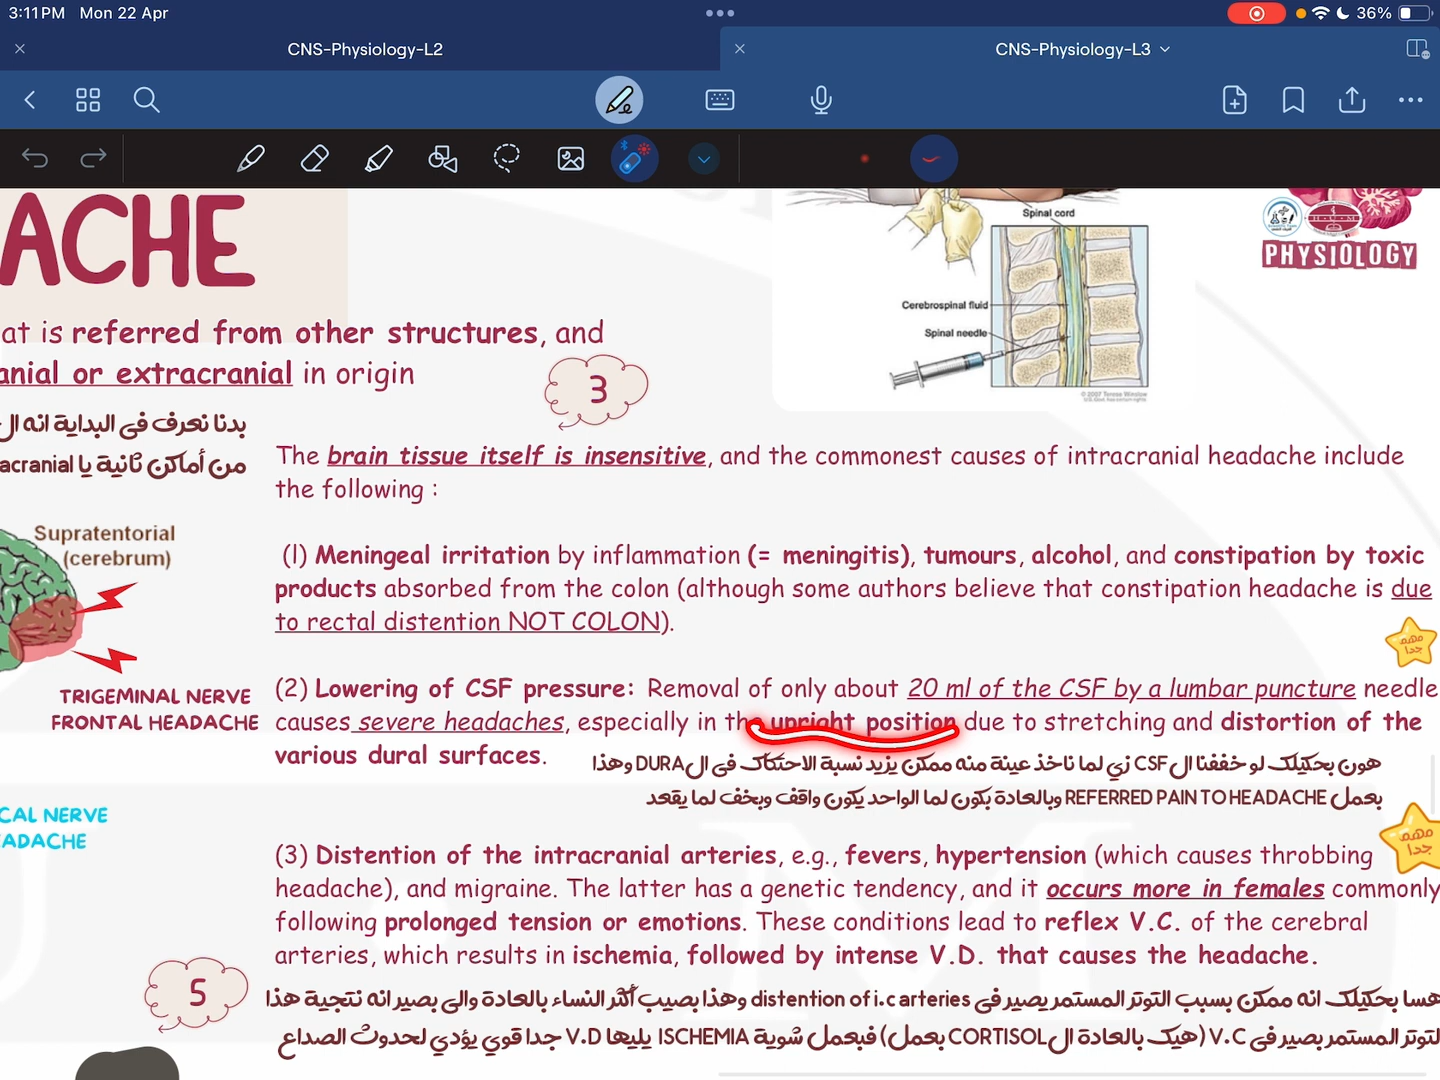 3:11PM Mon 22 Apr
36%
CNS-Physiology-L2
CNS-Physiology-L3
ACHE
Spinal cord
Cerebrospinal fluid
Spinal needle
© 2007 Terese Winslow
PHYSIOLOGY
at is referred from other structures, and
anial or extracranial in origin
3
بدنا نعرف في البداية انه ال
من أماكن ثانية يا acranial
The brain tissue itself is insensitive, and the commonest causes of intracranial headache include
the following :
Supratentorial
(cerebrum)
(l) Meningeal irritation by inflammation (= meningitis), tumours, alcohol, and constipation by toxic
products absorbed from the colon (although some authors believe that constipation headache is due
to rectal distention NOT COLON).
مهم
جدا
TRIGEMINAL NERVE
FRONTAL HEADACHE
(2) Lowering of CSF pressure: Removal of only about 20 ml of the CSF by a lumbar puncture needle
causes severe headaches, especially in the upright position due to stretching and distortion of the
various dural surfaces.
هون بحكيلك لو خففنا ال CSF زي لما ناخذ عينة منه ممكن يزيد نسبة الاحتكاك في ال DURA وهذا
بعمل REFERRED PAIN TO HEADACHE وبالعادة بكون لما الواحد يكون واقف وبخف لما يقعد
CAL NERVE
ADACHE
مهم
جدا
(3) Distention of the intracranial arteries, e.g., fevers, hypertension (which causes throbbing
headache), and migraine. The latter has a genetic tendency, and it occurs more in females commonly
following prolonged tension or emotions. These conditions lead to reflex V.C. of the cerebral
arteries, which results in ischemia, followed by intense V.D. that causes the headache.
5
هسا بحكيلك انه ممكن بسبب التوتر المستمر يصير في distention of i.c arteries وهذا بصيب أكثر النساء بالعادة والي بصير انه نتجية هذا
التوتر المستمر بصير في V.C (هيك بالعادة ال CORTISOL بعمل) فبعمل شوية ISCHEMIA يليها V.D جدا قوي يؤدي لحدوث الصداع